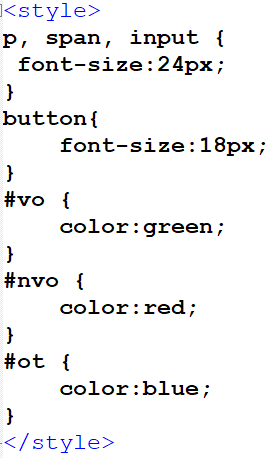 <style>
p, span, input {
 font-size:24px;
}
button{
    font-size:18px;
}
#vo {
    color:green;
}
#nvo {
    color:red;
}
#ot {
    color:blue;
}
</style>